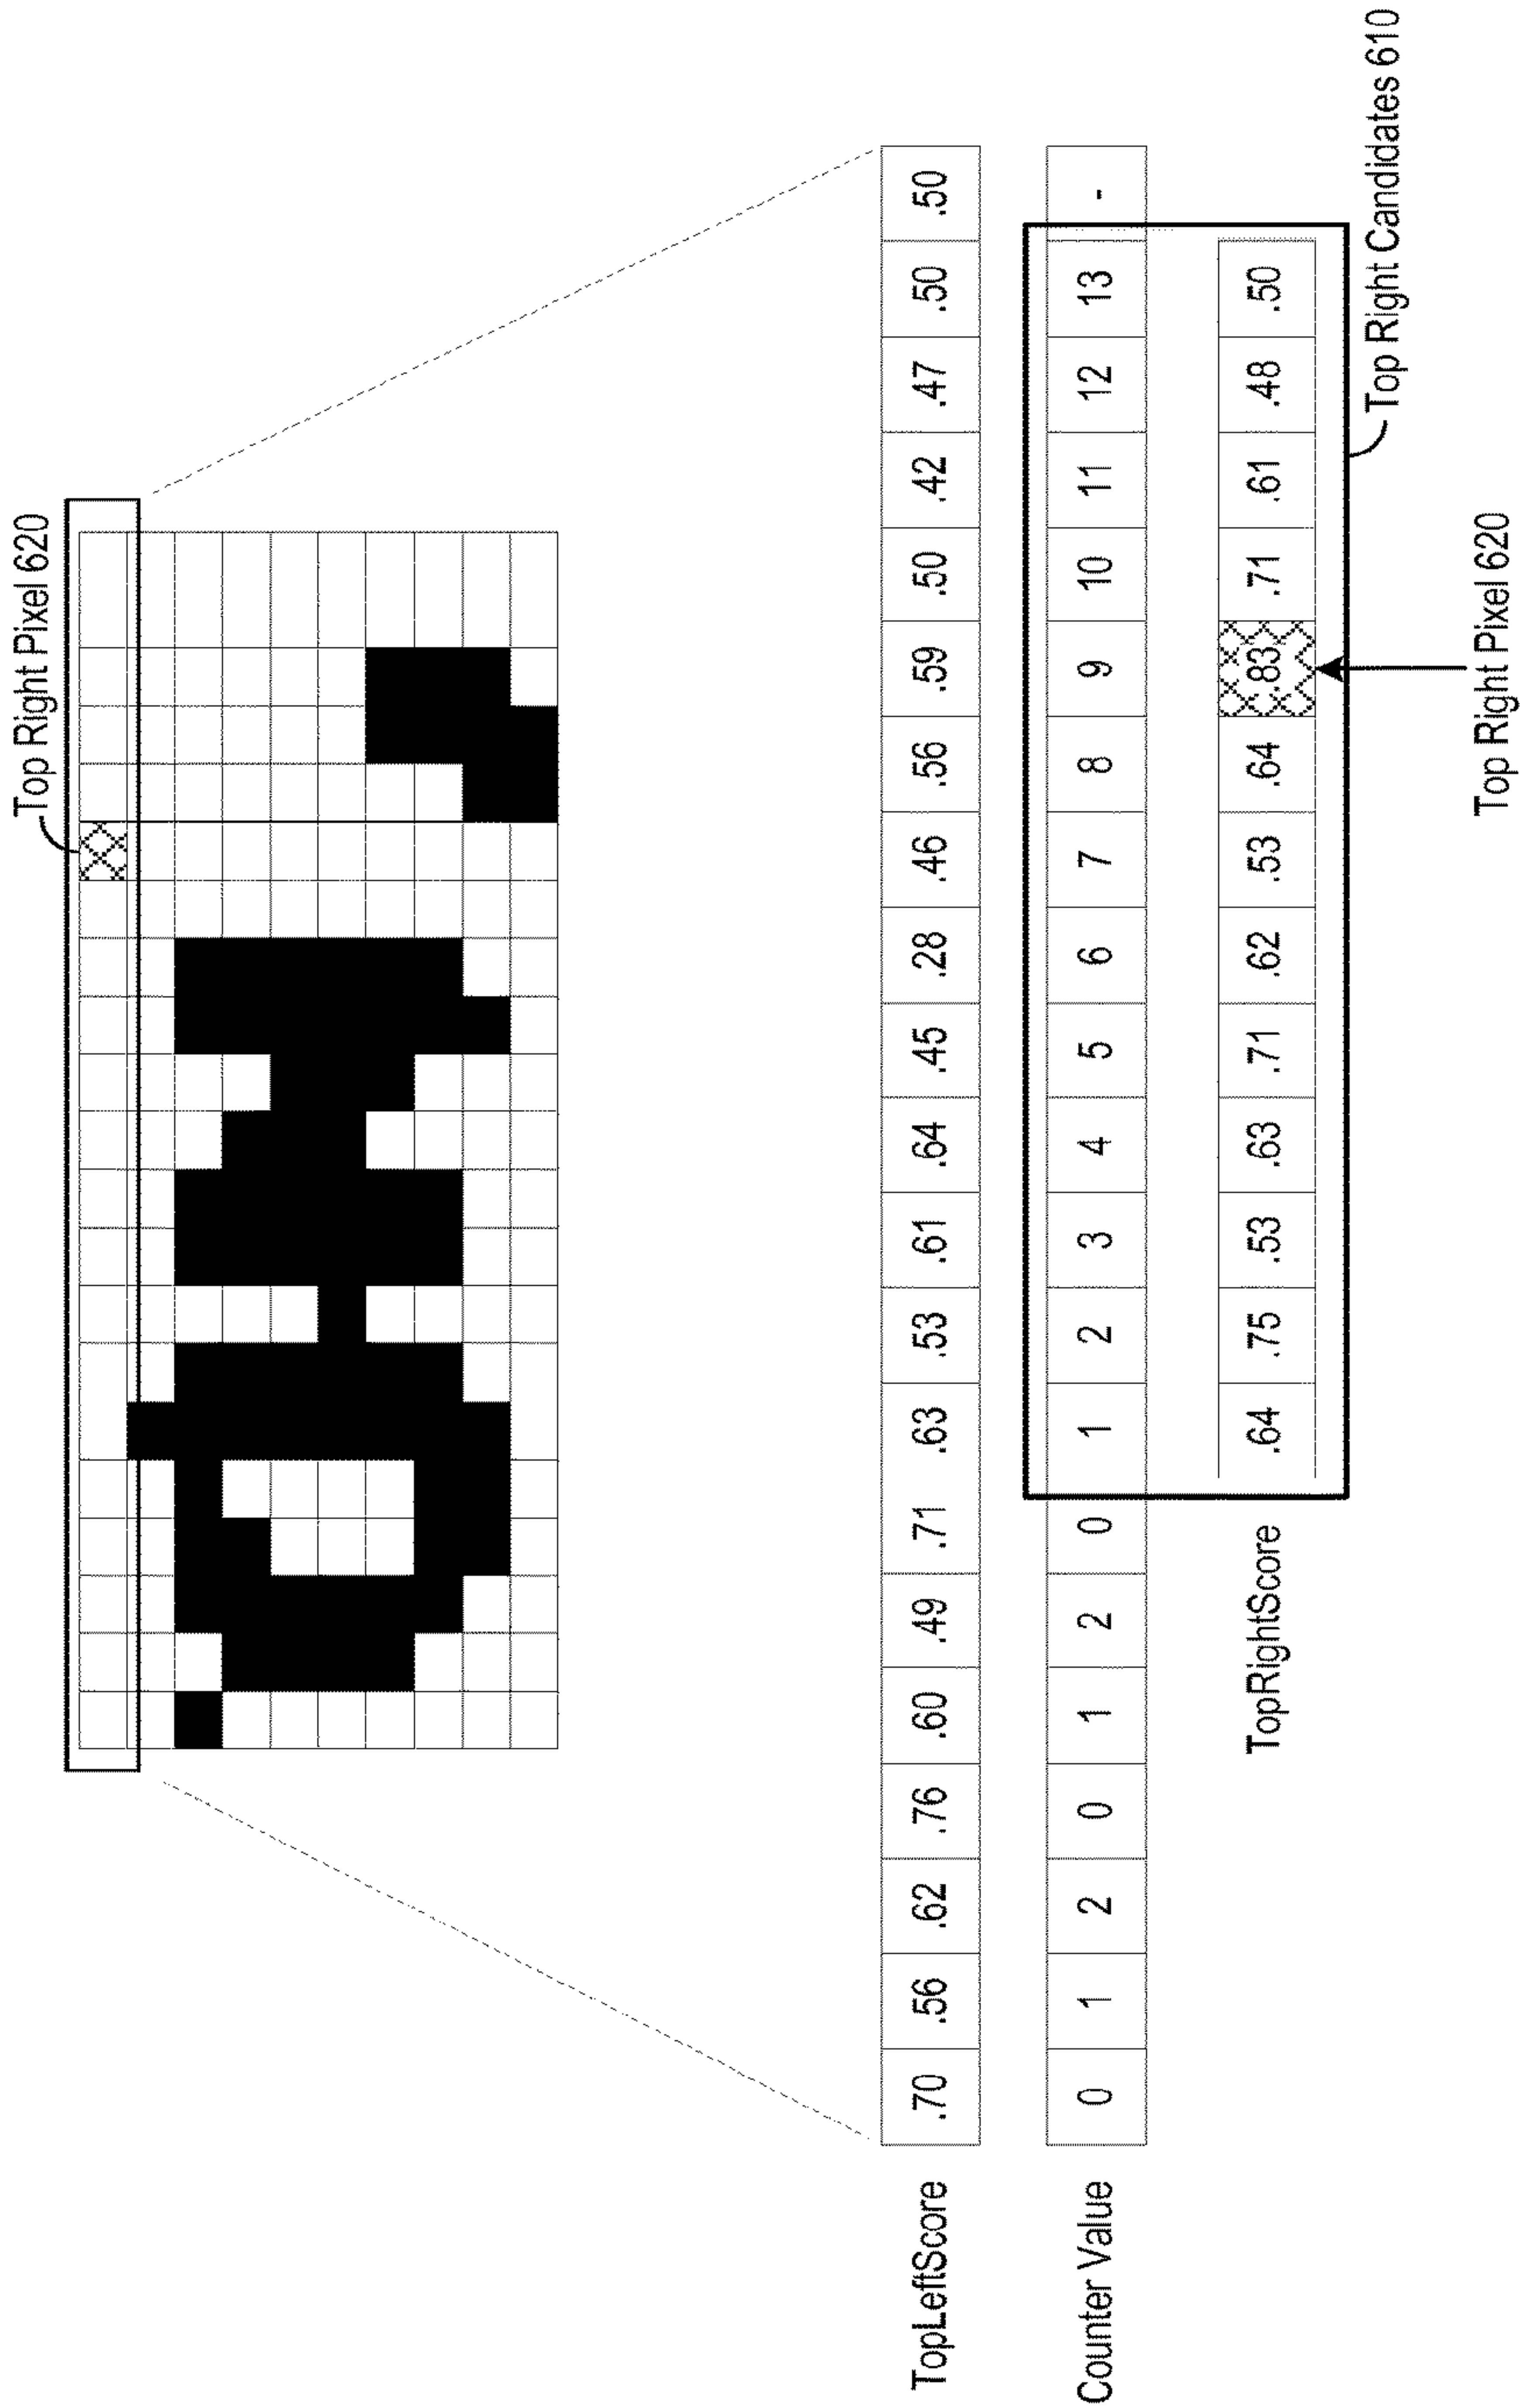 Top Right Pixel 620
TopLeftScore .70 .56 .62 .76 .60 .49 .71 .63 .53 .61 .64 .45 .28 .46 .56 .59 .50 .42 .47 .50 .50
Counter Value 0 1 2 0 1 2 0 1 2 3 4 5 6 7 8 9 10 11 12 13 -
TopRightScore .64 .75 .53 .63 .71 .62 .53 .64 .83 .71 .61 .48 .50
Top Right Candidates 610
Top Right Pixel 620